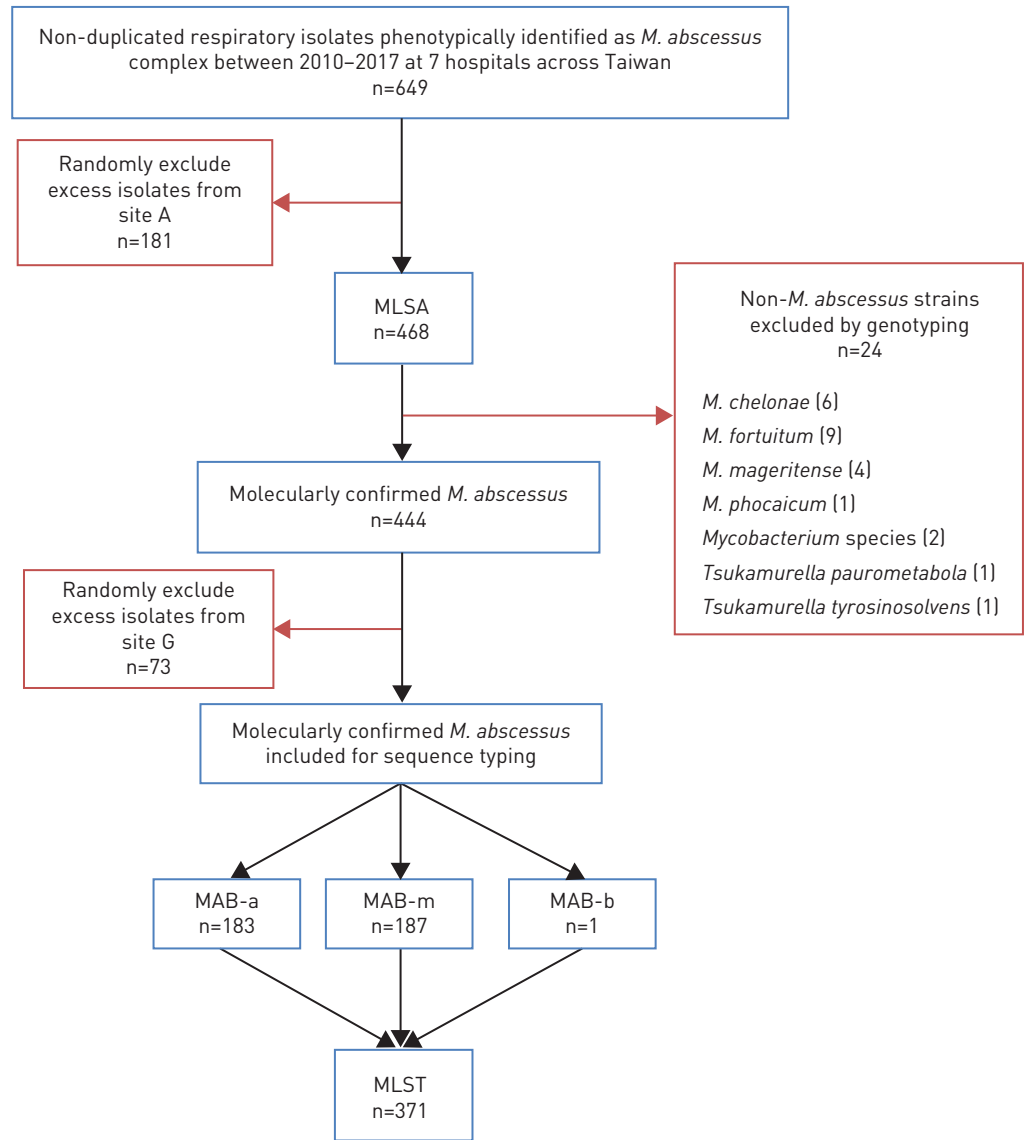 Non-duplicated respiratory isolates phenotypically identified as M. abscessus
complex between 2010–2017 at 7 hospitals across Taiwan
n=649
Randomly exclude
excess isolates from
site A
n=181
MLSA
n=468
Non-M. abscessus strains
excluded by genotyping
n=24
M. chelonae (6)
M. fortuitum (9)
M. mageritense (4)
M. phocaicum (1)
Mycobacterium species (2)
Tsukamurella paurometabola (1)
Tsukamurella tyrosinosolvens (1)
Molecularly confirmed M. abscessus
n=444
Randomly exclude
excess isolates from
site G
n=73
Molecularly confirmed M. abscessus
included for sequence typing
MAB-a
n=183
MAB-m
n=187
MAB-b
n=1
MLST
n=371